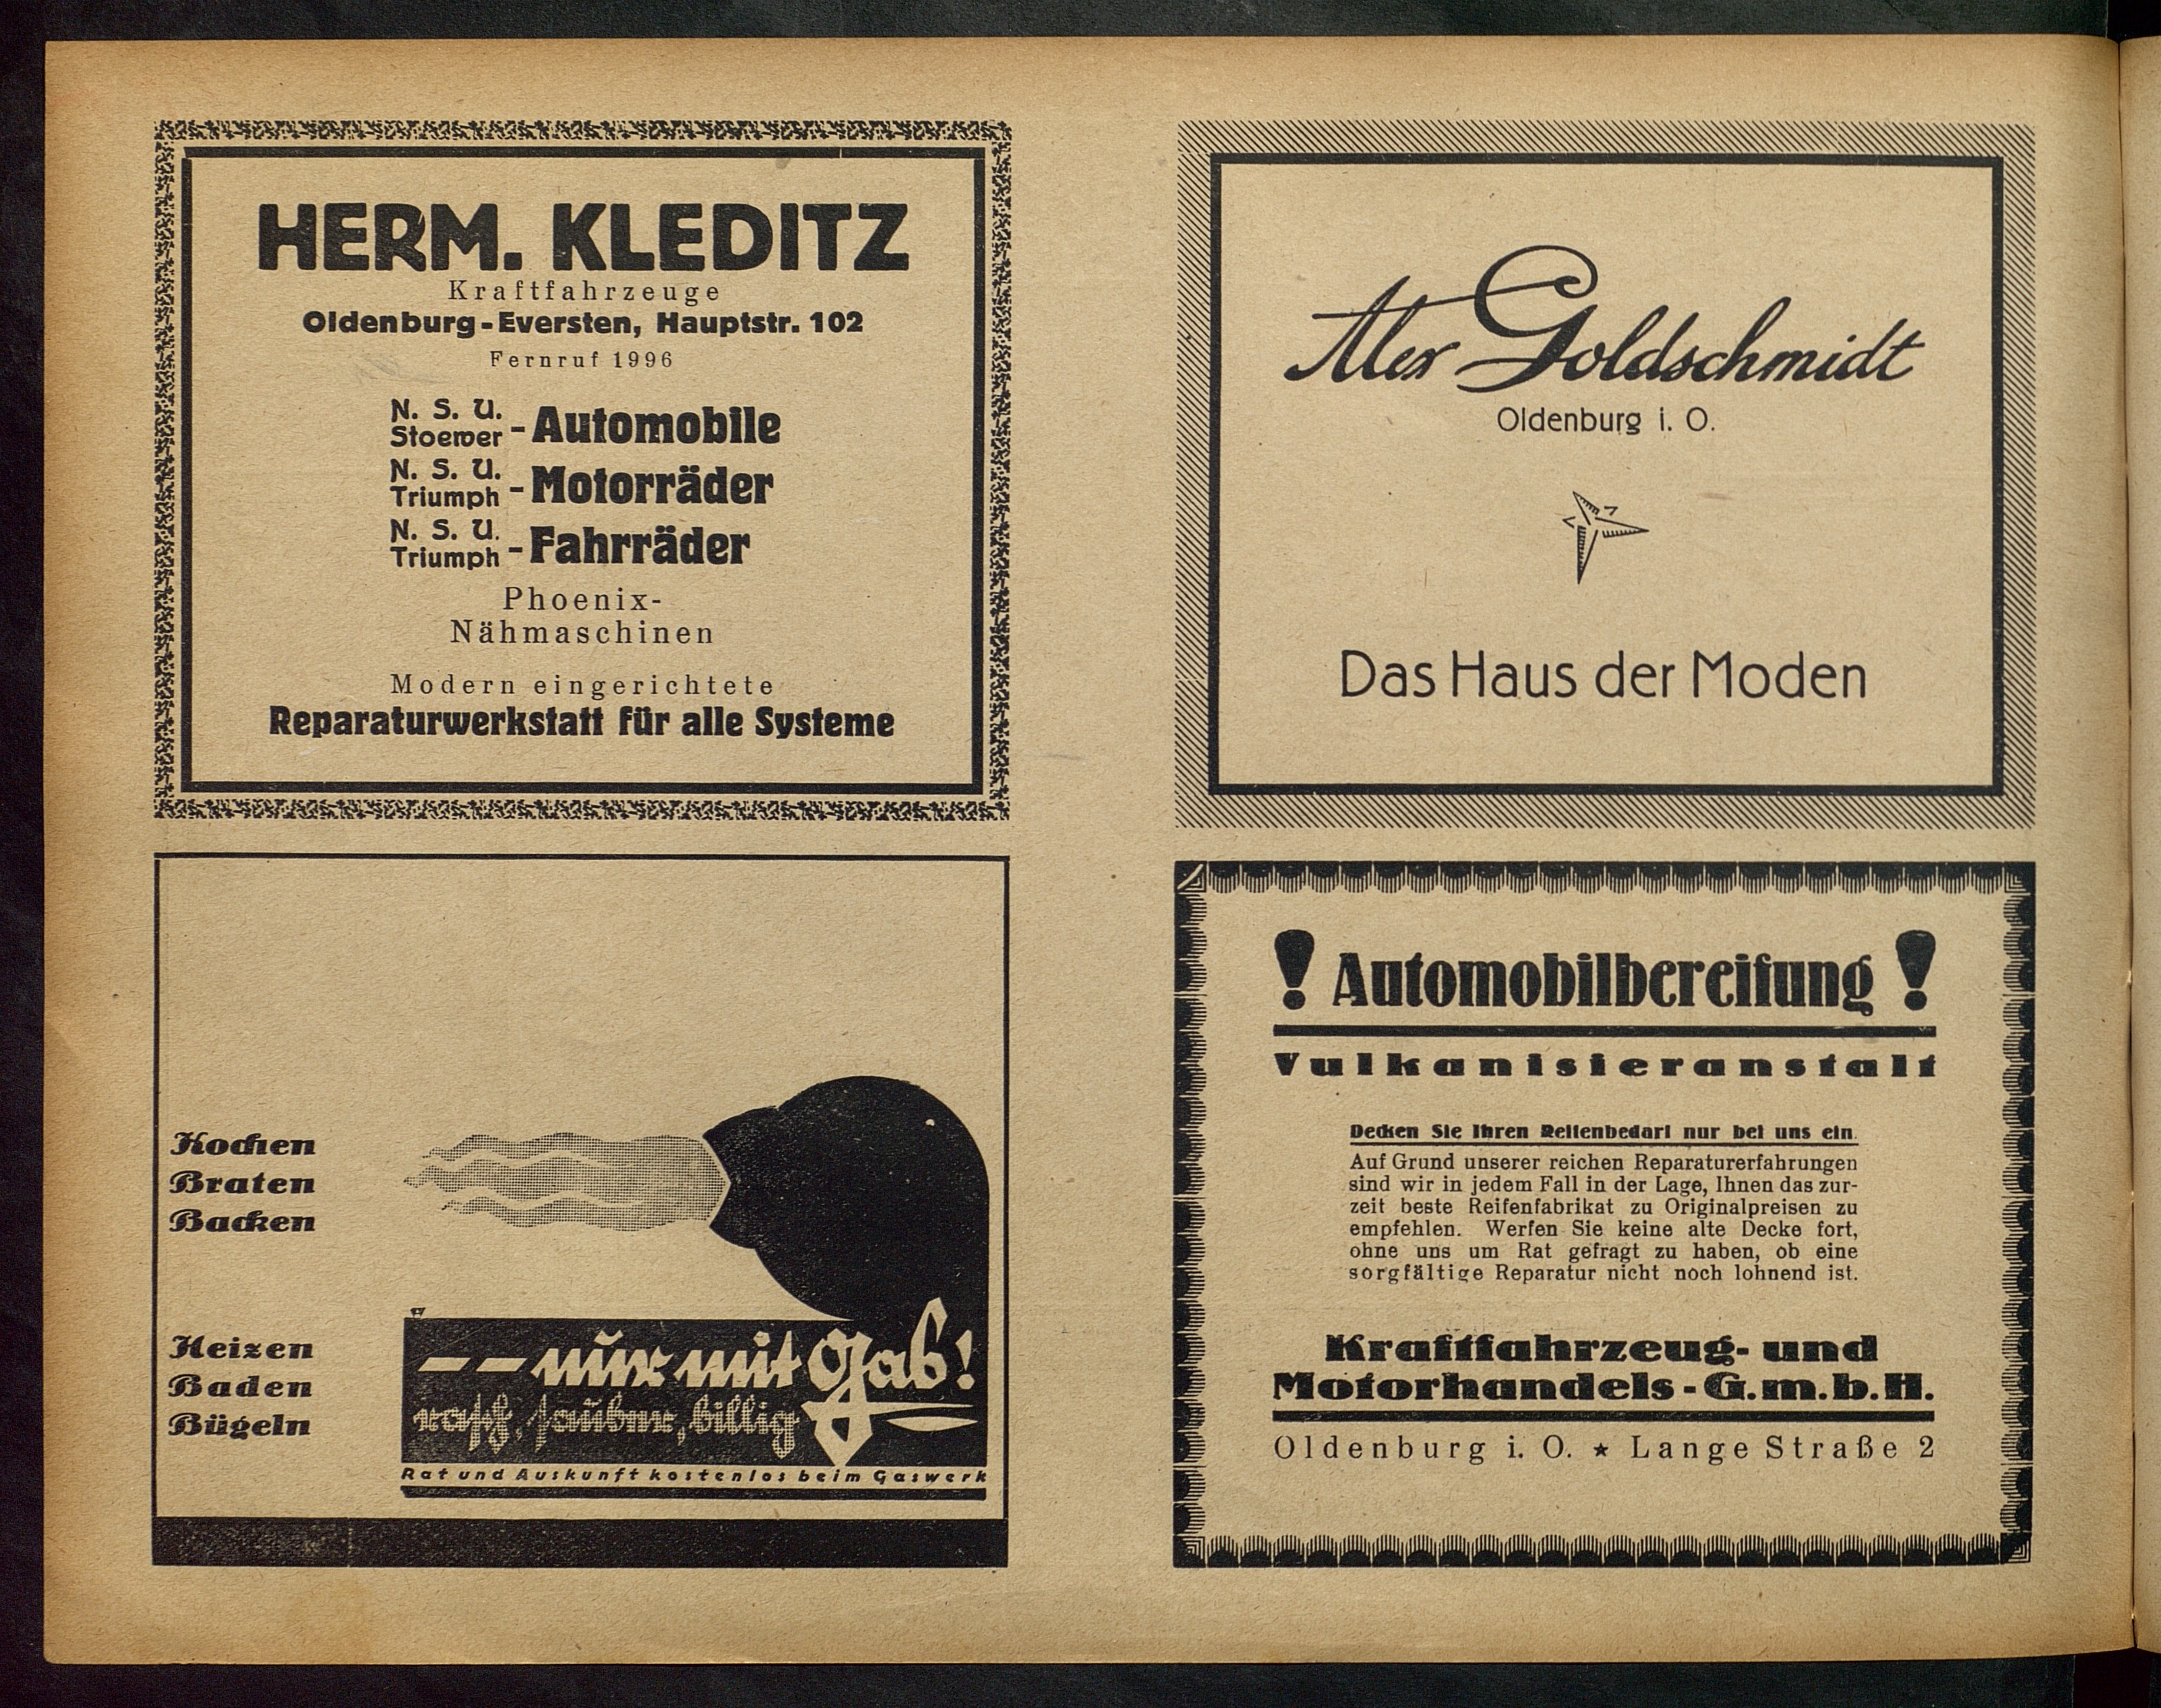 HERM. KLEDITZ
Kraftfahrzeuge
Oldenburg-Eversten, Hauptstr. 102
Fernruf 1996
N. S. U.
Stoewer - Automobile
N. S. U.
Triumph - Motorräder
N. S. U.
Triumph - Fahrräder
Phoenix-
Nähmaschinen
Modern eingerichtete
Reparaturwerkstatt für alle Systeme
Alex Goldschmidt
Oldenburg i. O.
Das Haus der Moden
Kochen
Braten
Backen
Heizen
Baden
Bügeln
-- nur mit Gas!
rasch, sauber, billig
Rat und Auskunft kostenlos beim Gaswerk
! Automobilbereifung !
Vulkanisieranstalt
Decken Sie Ihren Reifenbedarf nur bei uns ein.
Auf Grund unserer reichen Reparaturerfahrungen
sind wir in jedem Fall in der Lage, Ihnen das zur-
zeit beste Reifenfabrikat zu Originalpreisen zu
empfehlen. Werfen Sie keine alte Decke fort,
ohne uns um Rat gefragt zu haben, ob eine
sorgfältige Reparatur nicht noch lohnend ist.
Kraftfahrzeug- und
Motorhandels-G.m.b.H.
Oldenburg i. O. ★ Lange Straße 2